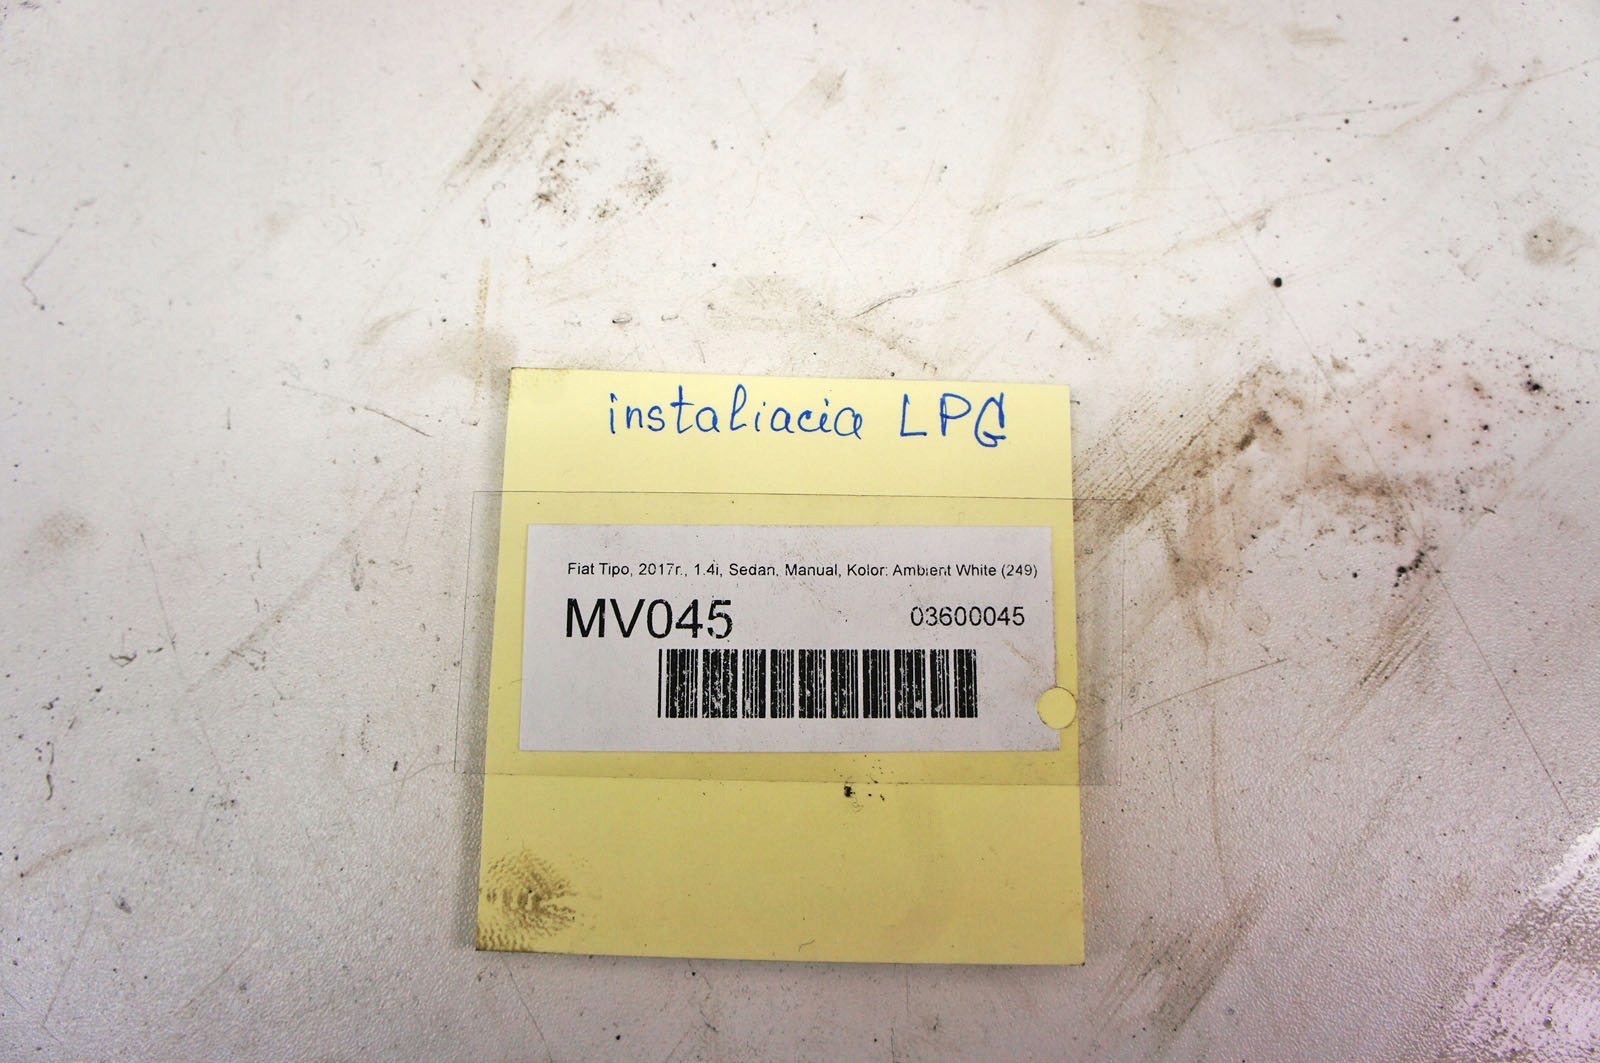 instaliacia LPG
Fiat Tipo, 2017r., 1.4i, Sedan, Manual, Kolor: Ambient White (249)
MV045
03600045